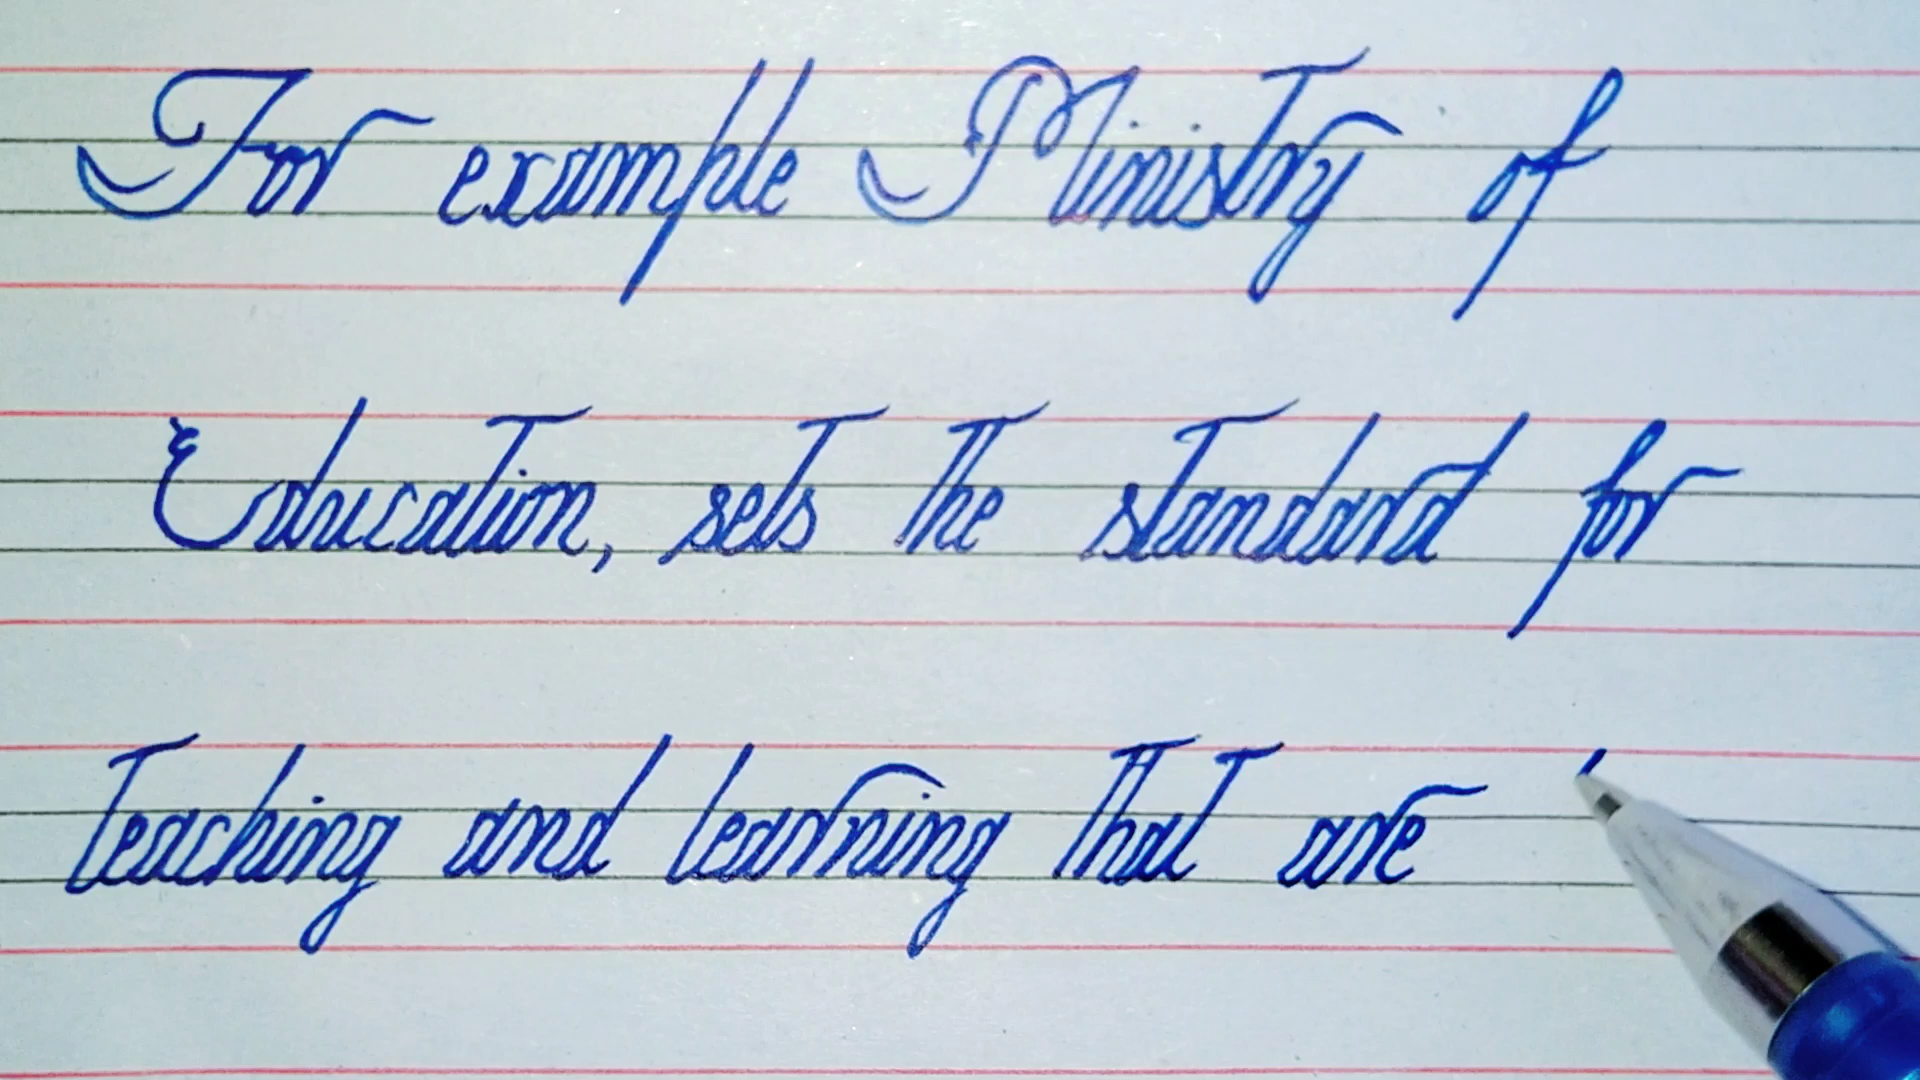 For example Ministry of
Education, sets the standard for
teaching and learning that are